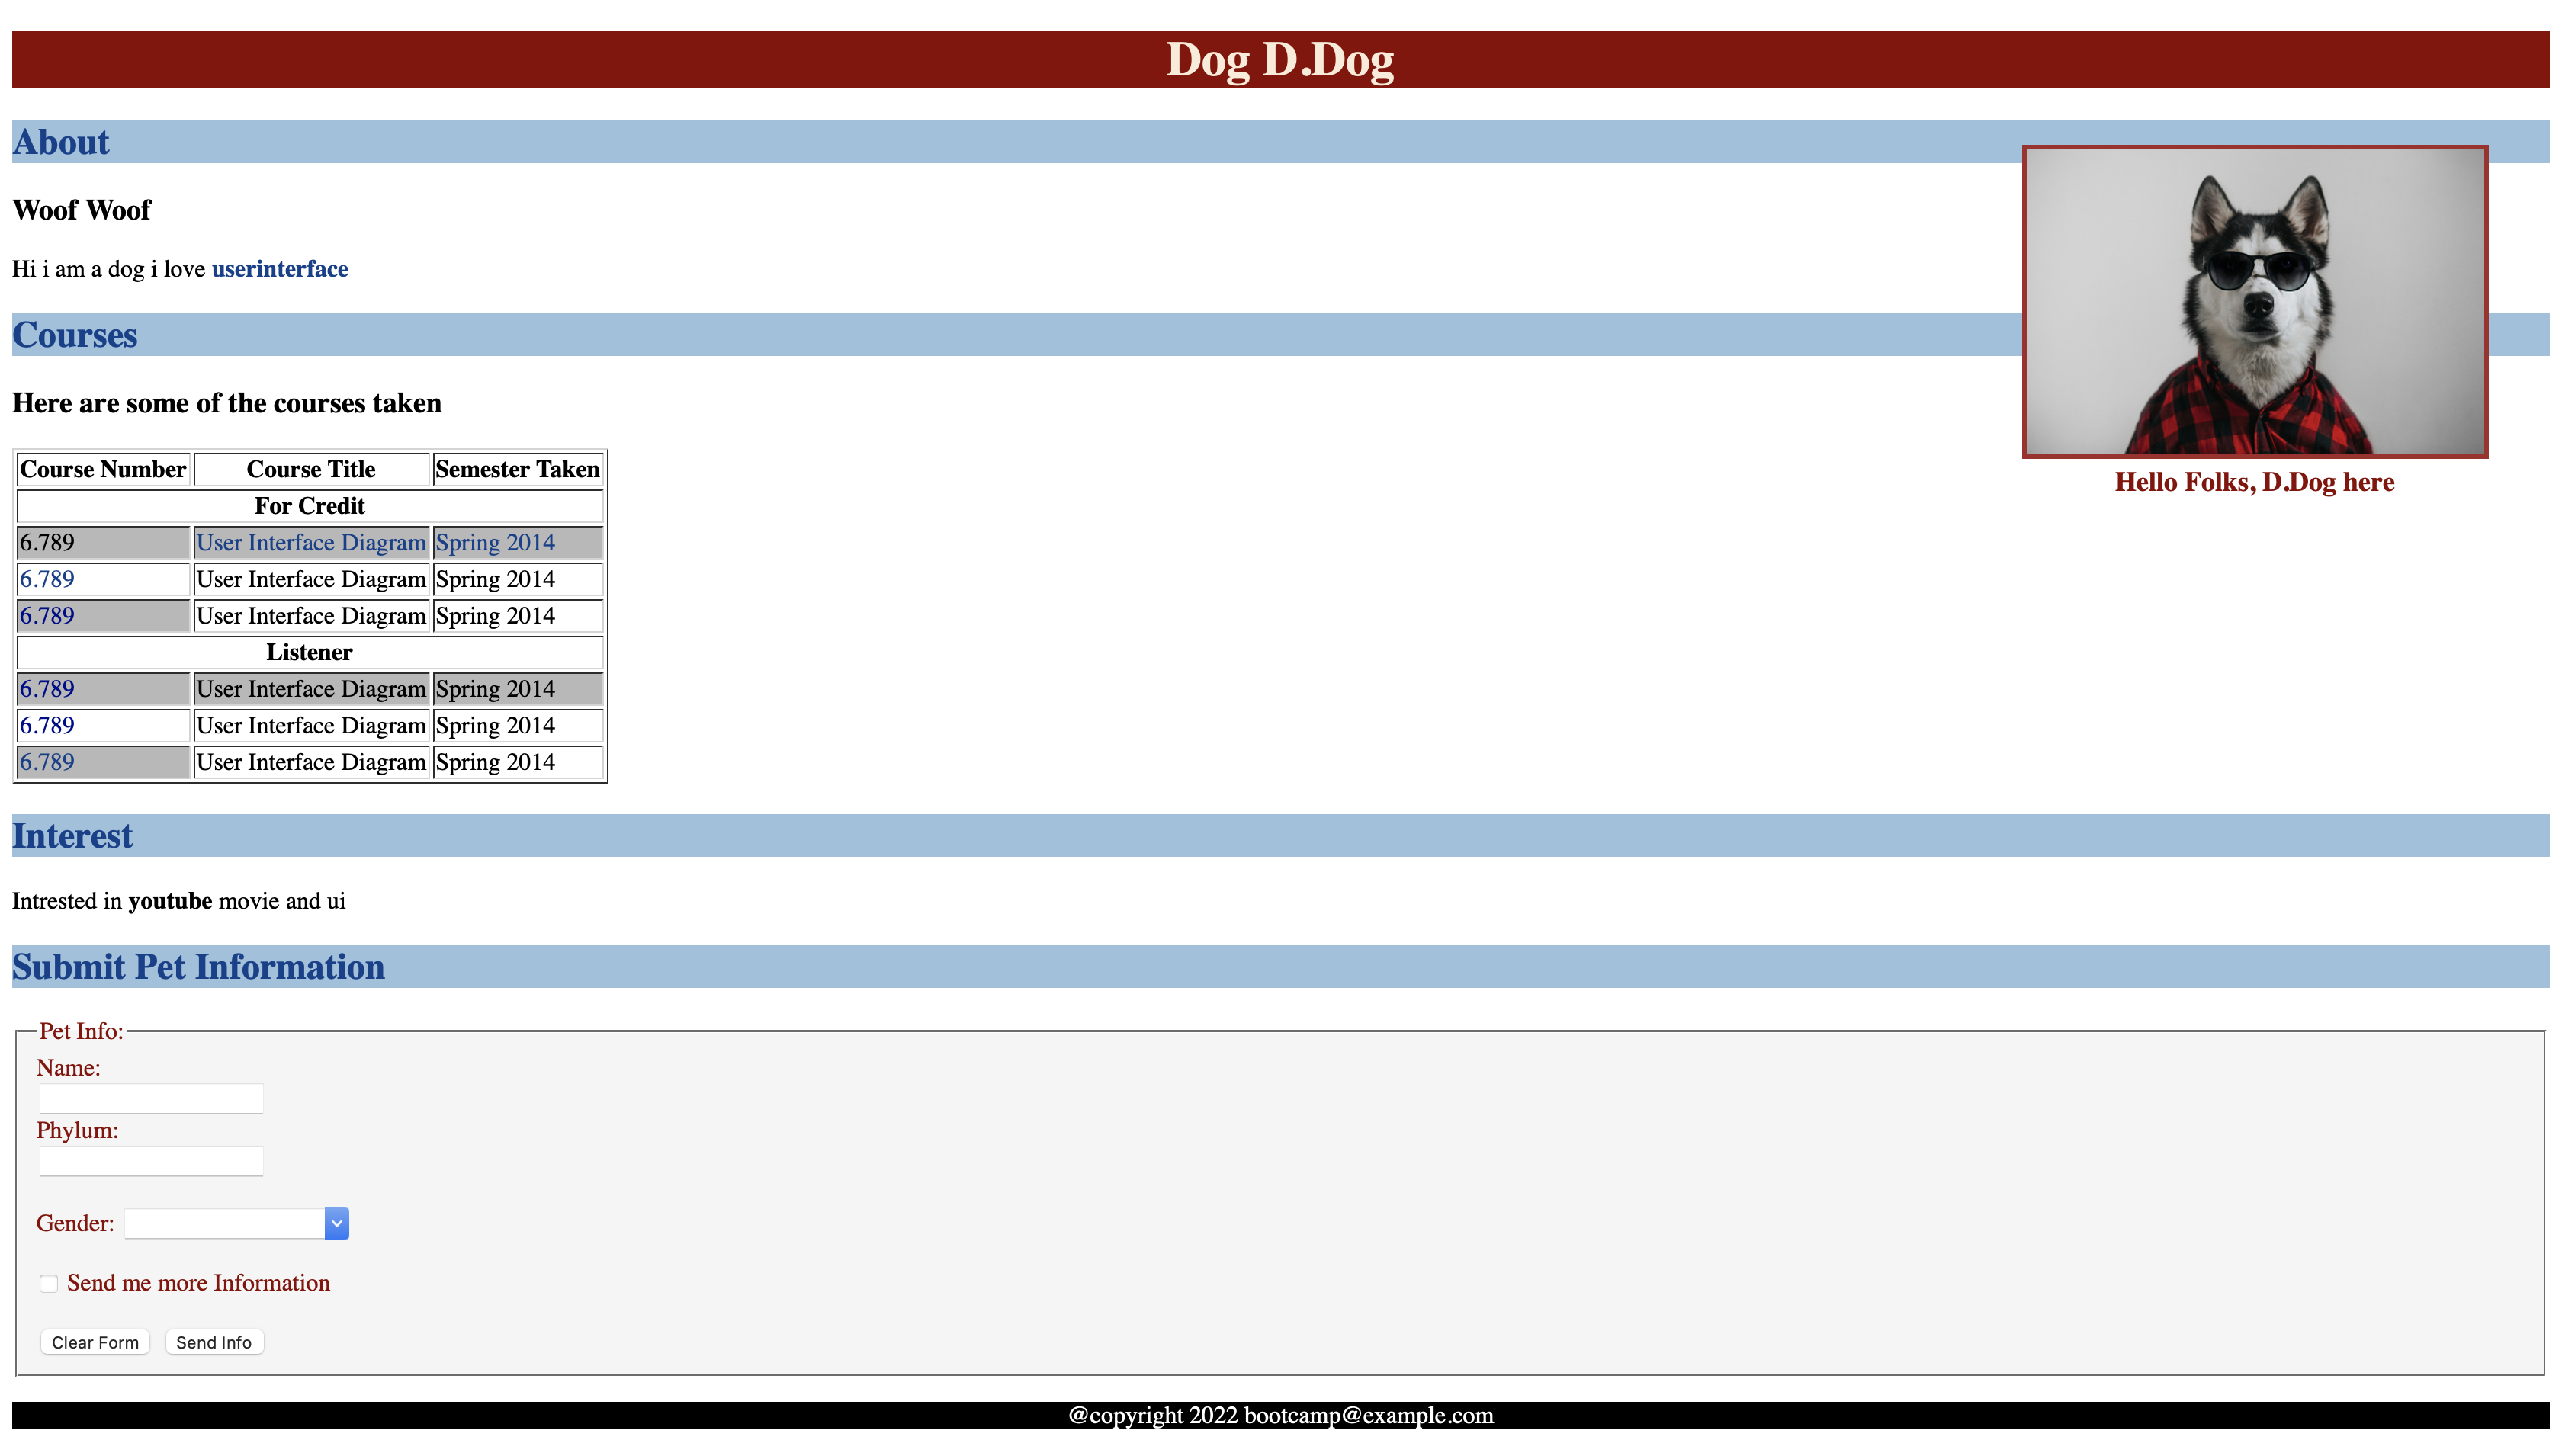 Dog D.Dog
About
Woof Woof
Hi i am a dog i love userinterface
Courses
Here are some of the courses taken
Hello Folks, D.Dog here
Course Number Course Title Semester Taken
For Credit
6.789 User Interface Diagram Spring 2014
6.789 User Interface Diagram Spring 2014
6.789 User Interface Diagram Spring 2014
Listener
6.789 User Interface Diagram Spring 2014
6.789 User Interface Diagram Spring 2014
6.789 User Interface Diagram Spring 2014
Interest
Intrested in youtube movie and ui
Submit Pet Information
Pet Info:
Name:
Phylum:
Gender:
Send me more Information
Clear Form Send Info
@copyright 2022 bootcamp@example.com